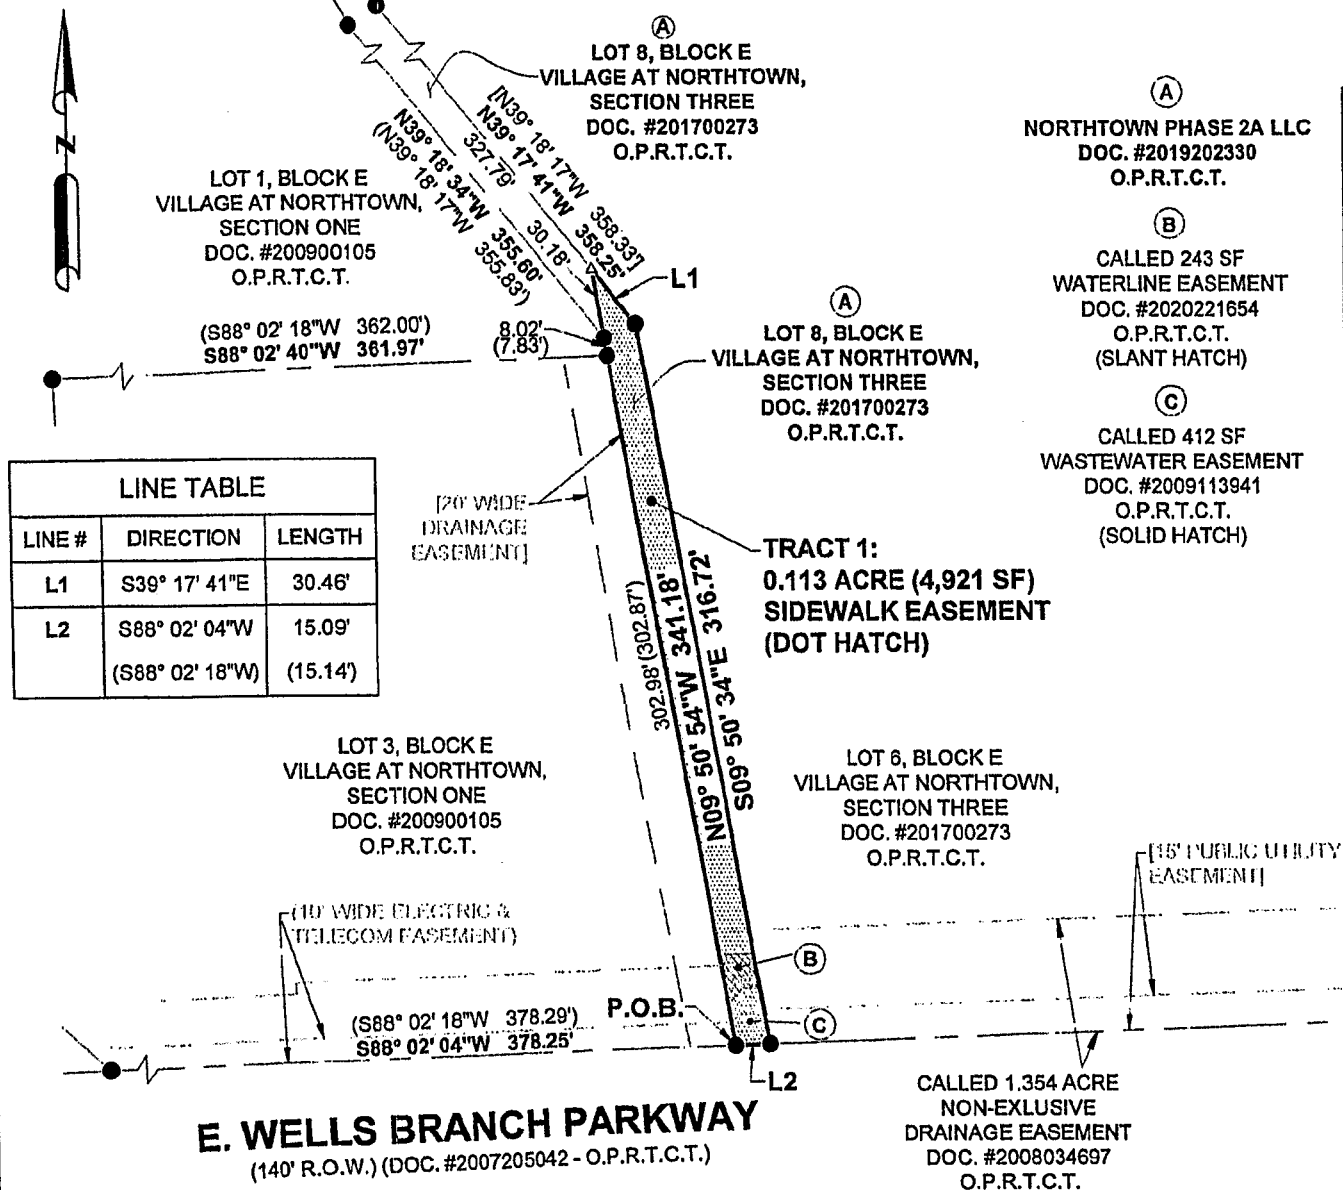 Z
A
LOT 8, BLOCK E
VILLAGE AT NORTHTOWN,
SECTION THREE
DOC. #201700273
O.P.R.T.C.T.
A
NORTHTOWN PHASE 2A LLC
DOC. #2019202330
O.P.R.T.C.T.
B
CALLED 243 SF
WATERLINE EASEMENT
DOC. #2020221654
O.P.R.T.C.T.
(SLANT HATCH)
C
CALLED 412 SF
WASTEWATER EASEMENT
DOC. #2009113941
O.P.R.T.C.T.
(SOLID HATCH)
LOT 1, BLOCK E
VILLAGE AT NORTHTOWN,
SECTION ONE
DOC. #200900105
O.P.R.T.C.T.
[N39° 18' 17"W 358.33']
N39° 17' 41"W 358.25'
327.79' 30.18'
N39° 18' 34"W 355.60'
(N39° 18' 17"W 355.83')
L1
(S88° 02' 18"W 362.00')
S88° 02' 40"W 361.97'
8.02'
(7.83')
A
LOT 8, BLOCK E
VILLAGE AT NORTHTOWN,
SECTION THREE
DOC. #201700273
O.P.R.T.C.T.
LINE TABLE
LINE # DIRECTION LENGTH
L1 S39° 17' 41"E 30.46'
L2 S88° 02' 04"W 15.09'
(S88° 02' 18"W) (15.14')
[20' WIDE
DRAINAGE
EASEMENT]
TRACT 1:
0.113 ACRE (4,921 SF)
SIDEWALK EASEMENT
(DOT HATCH)
302.98' (302.87')
N09° 50' 54"W 341.18'
S09° 50' 34"E 316.72'
LOT 3, BLOCK E
VILLAGE AT NORTHTOWN,
SECTION ONE
DOC. #200900105
O.P.R.T.C.T.
LOT 6, BLOCK E
VILLAGE AT NORTHTOWN,
SECTION THREE
DOC. #201700273
O.P.R.T.C.T.
[15' PUBLIC UTILITY
EASEMENT]
(10' WIDE ELECTRIC &
TELECOM EASEMENT)
B
P.O.B.
C
(S88° 02' 18"W 378.29')
S88° 02' 04"W 378.25'
L2
E. WELLS BRANCH PARKWAY
(140' R.O.W.) (DOC. #2007205042 - O.P.R.T.C.T.)
CALLED 1.354 ACRE
NON-EXLUSIVE
DRAINAGE EASEMENT
DOC. #2008034697
O.P.R.T.C.T.